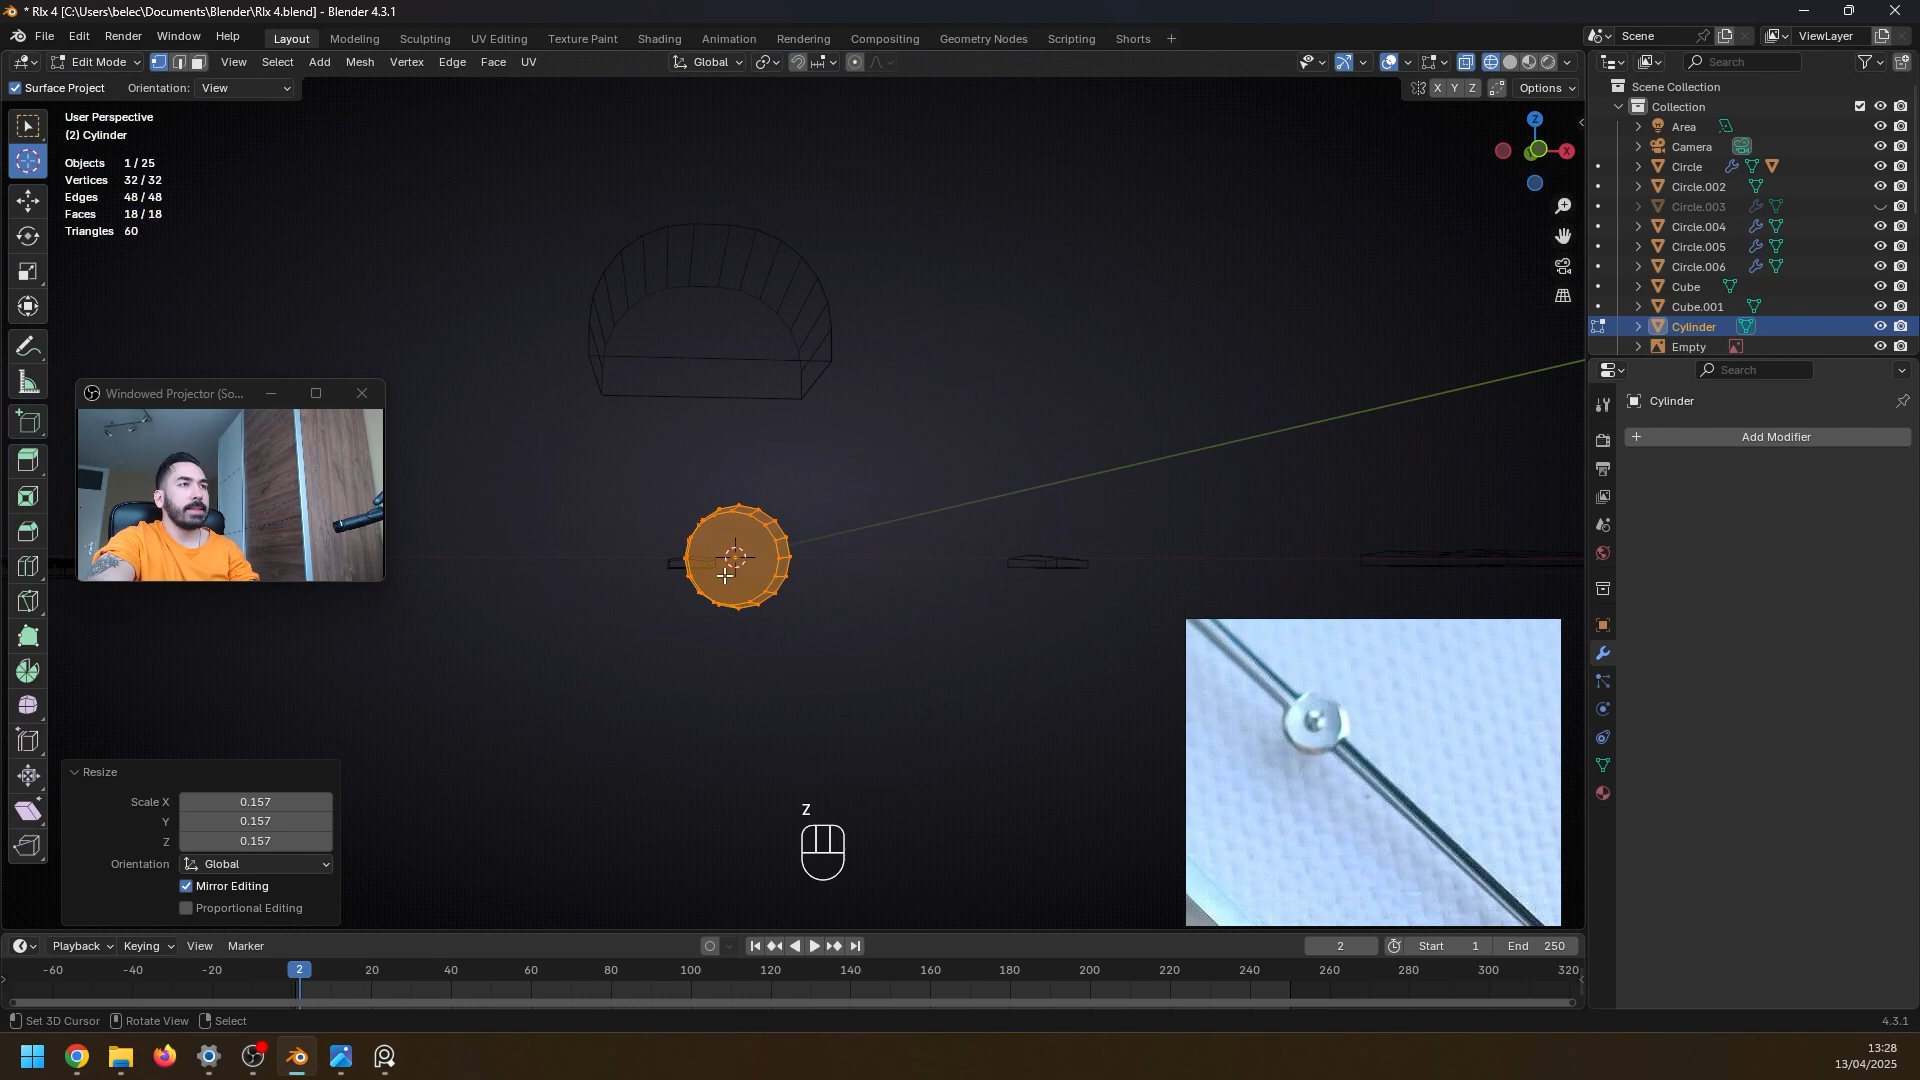 * Rlx 4 [C:\Users\belec\Documents\Blender\Rlx 4.blend] - Blender 4.3.1
File Edit Render Window Help Layout Modeling Sculpting UV Editing Texture Paint Shading Animation Rendering Compositing Geometry Nodes Scripting Shorts + Scene ViewLayer
Edit Mode View Select Add Mesh Vertex Edge Face UV Global Search
Surface Project Orientation: View X Y Z Options Scene Collection
Collection
User Perspective
(2) Cylinder
Objects 1 / 25
Vertices 32 / 32
Edges 48 / 48
Faces 18 / 18
Triangles 60
Z
X
Area
Camera
Circle
Circle.002
Circle.003
Circle.004
Circle.005
Circle.006
Cube
Cube.001
Cylinder
Empty
Search
Cylinder
+ Add Modifier
Windowed Projector (So...
Resize
Scale X 0.157
Y 0.157
Z 0.157
Orientation Global
Mirror Editing
Proportional Editing
Z
Playback Keying View Marker 2 Start 1 End 250
-60 -40 -20 2 20 40 60 80 100 120 140 160 180 200 220 240 260 280 300 320
Set 3D Cursor Rotate View Select 4.3.1
13:28
13/04/2025